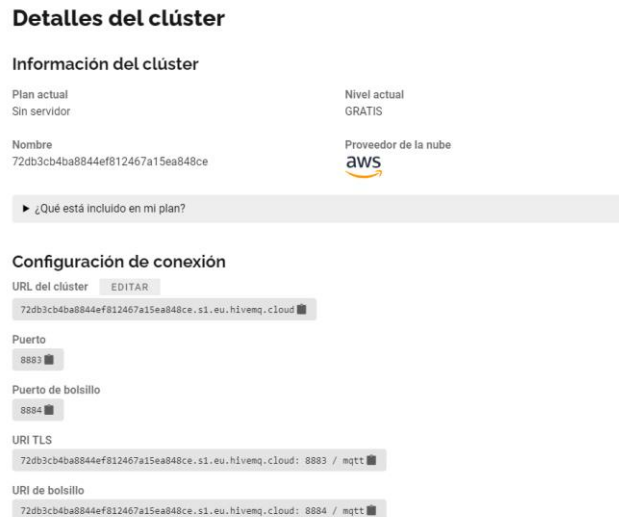 Detalles del clúster
Información del clúster
Plan actual
Nivel actual
Sin servidor
GRATIS
Nombre
Proveedor de la nube
72db3cb4ba8844ef812467a15ea848ce
aws
▶ ¿Qué está incluido en mi plan?
Configuración de conexión
URL del clúster EDITAR
72db3cb4ba8844ef812467a15ea848ce.s1.eu.hivemq.cloud
Puerto
8883
Puerto de bolsillo
8884
URI TLS
72db3cb4ba8844ef812467a15ea848ce.s1.eu.hivemq.cloud: 8883 / mqtt
URI de bolsillo
72db3cb4ba8844ef812467a15ea848ce.s1.eu.hivemq.cloud: 8884 / mqtt